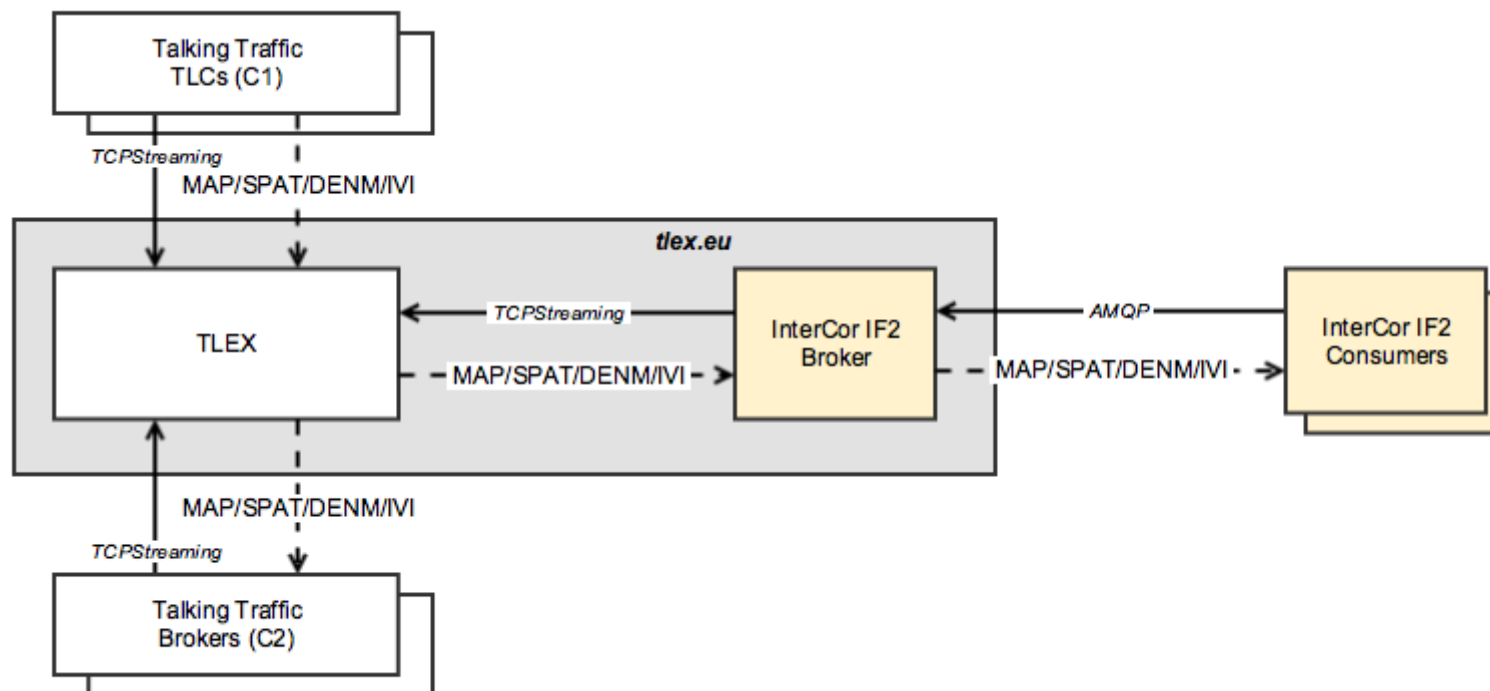 Talking Traffic
TLCs (C1)
TCPStreaming
MAP/SPAT/DENM/IVI
tlex.eu
TLEX
TCPStreaming
MAP/SPAT/DENM/IVI
InterCor IF2
Broker
AMQP
MAP/SPAT/DENM/IVI
InterCor IF2
Consumers
MAP/SPAT/DENM/IVI
TCPStreaming
Talking Traffic
Brokers (C2)